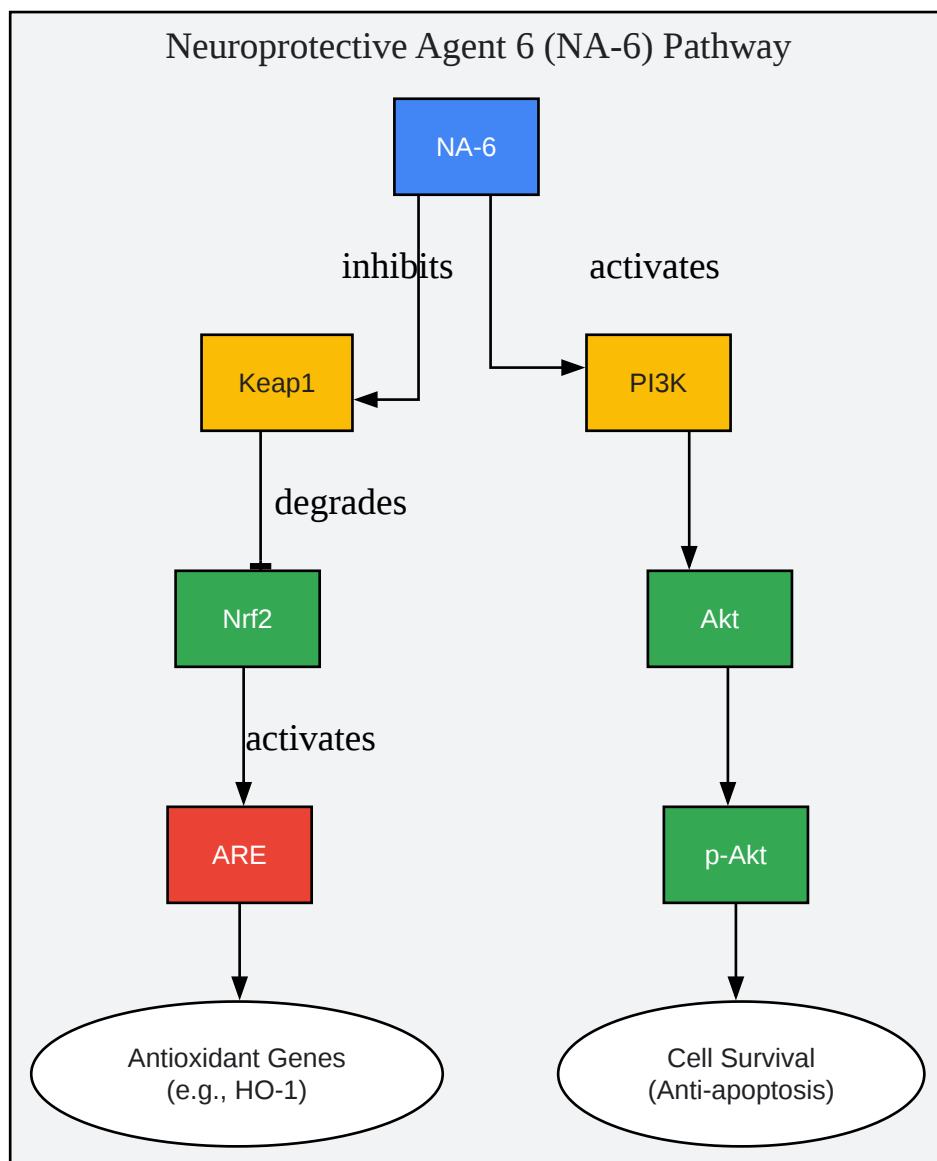 Neuroprotective Agent 6 (NA-6) Pathway
NA-6
inhibits
activates
Keap1
PI3K
degrades
Nrf2
Akt
activates
ARE
p-Akt
Antioxidant Genes
(e.g., HO-1)
Cell Survival
(Anti-apoptosis)